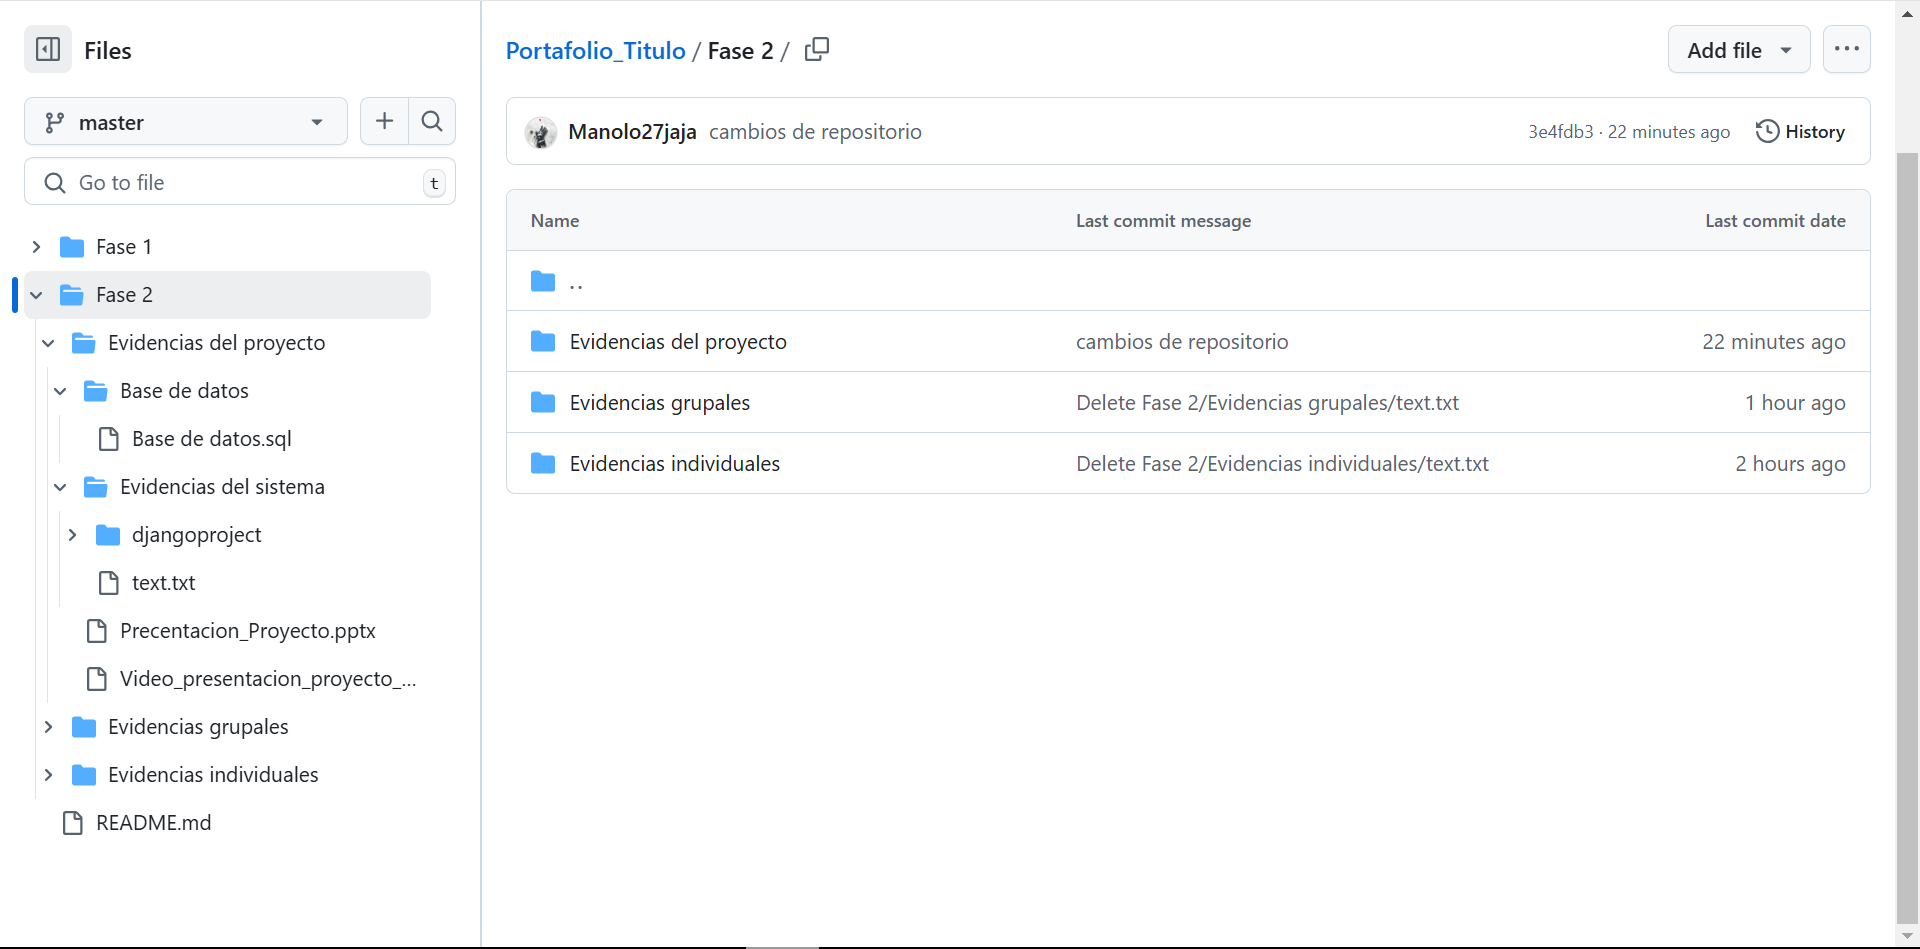 Files
master
Go to file
t
Fase 1
Fase 2
Evidencias del proyecto
Base de datos
Base de datos.sql
Evidencias del sistema
djangoproject
text.txt
Precentacion_Proyecto.pptx
Video_presentacion_proyecto_...
Evidencias grupales
Evidencias individuales
README.md
Portafolio_Titulo / Fase 2 /
Add file
Manolo27jaja cambios de repositorio 3e4fdb3 · 22 minutes ago History
Name Last commit message Last commit date
..
Evidencias del proyecto cambios de repositorio 22 minutes ago
Evidencias grupales Delete Fase 2/Evidencias grupales/text.txt 1 hour ago
Evidencias individuales Delete Fase 2/Evidencias individuales/text.txt 2 hours ago